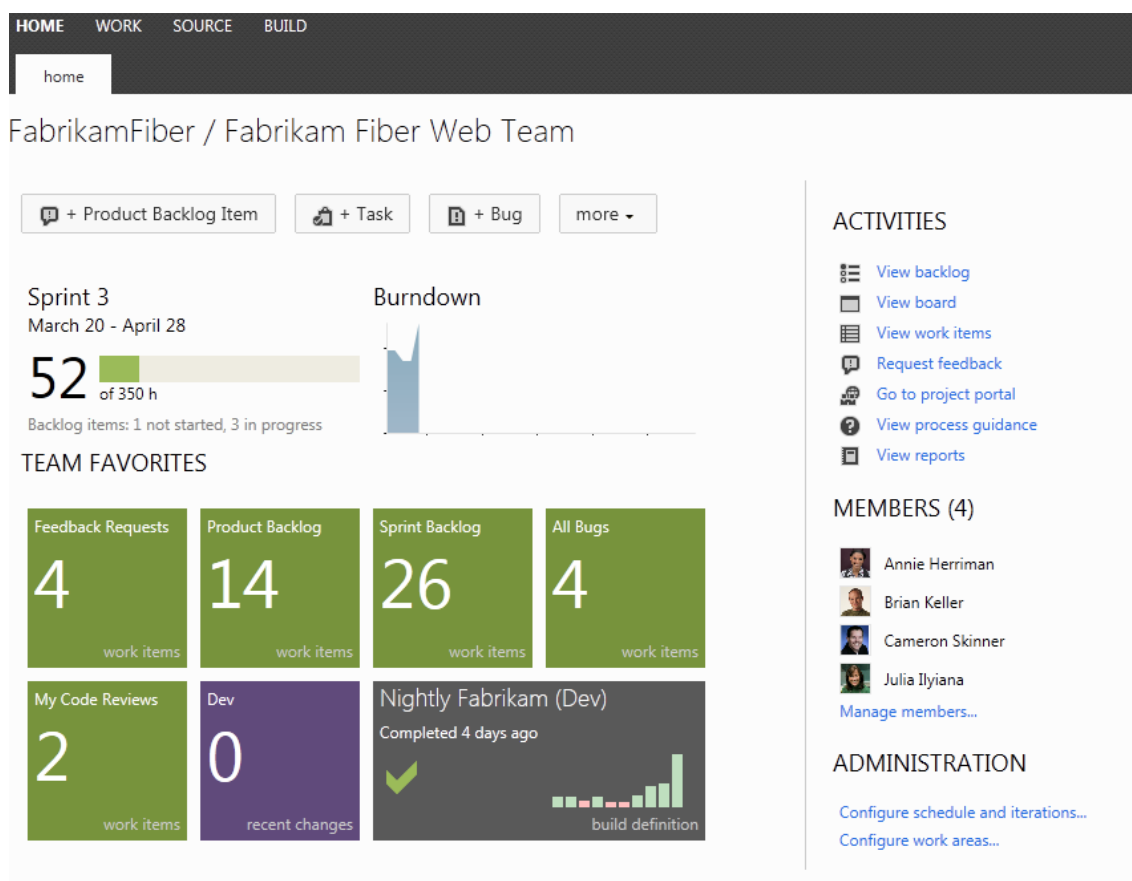 HOME WORK SOURCE BUILD
home
FabrikamFiber / Fabrikam Fiber Web Team
+ Product Backlog Item + Task + Bug more
Sprint 3
March 20 - April 28
52
of 350 h
Backlog items: 1 not started, 3 in progress
Burndown
TEAM FAVORITES
Feedback Requests
4
work items
Product Backlog
14
work items
Sprint Backlog
26
work items
All Bugs
4
work items
My Code Reviews
2
work items
Dev
0
recent changes
Nightly Fabrikam (Dev)
Completed 4 days ago
build definition
ACTIVITIES
View backlog
View board
View work items
Request feedback
Go to project portal
View process guidance
View reports
MEMBERS (4)
Annie Herriman
Brian Keller
Cameron Skinner
Julia Ilyiana
Manage members...
ADMINISTRATION
Configure schedule and iterations...
Configure work areas...